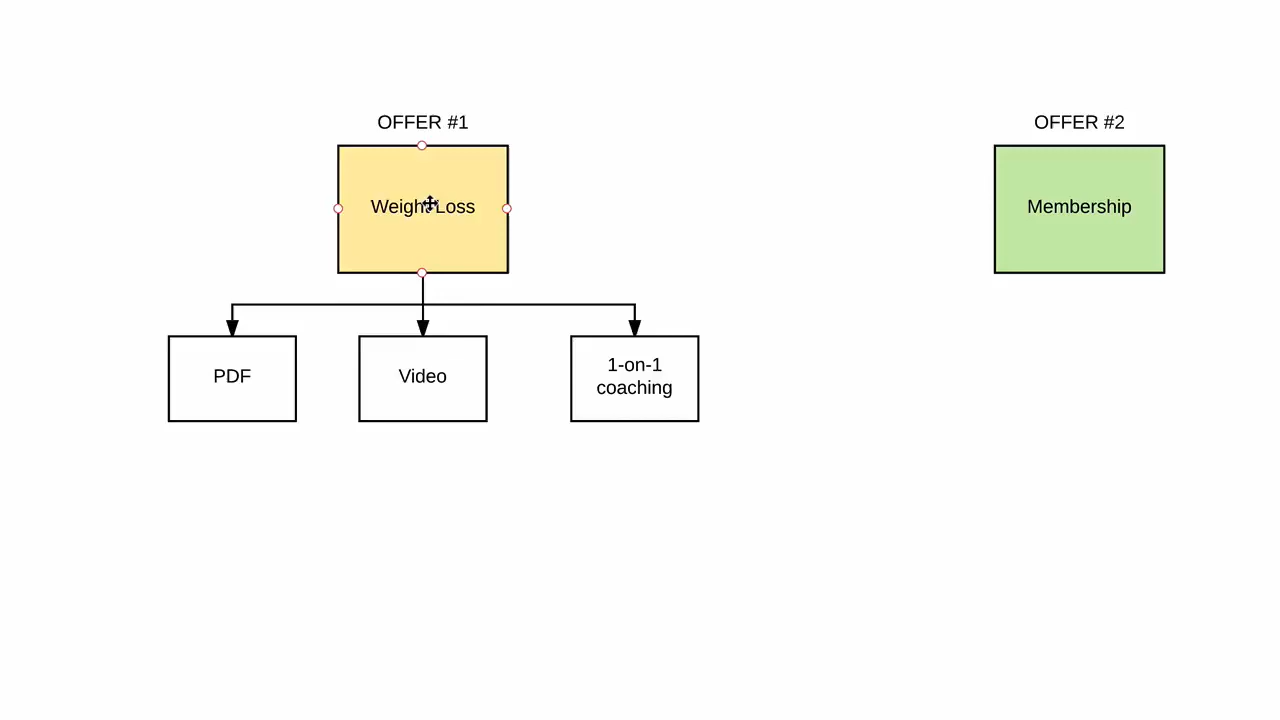 OFFER #1
OFFER #2
Weight Loss
Membership
PDF
Video
1-on-1
coaching